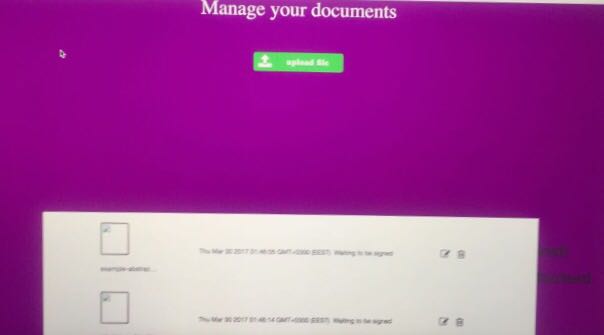 Manage your documents
upload file
Thu Mar 30 2017 01:46:55 GMT+0300 (EEST) Waiting to be signed
example-abstrac...
Thu Mar 30 2017 01:46:14 GMT+0300 (EEST) Waiting to be signed